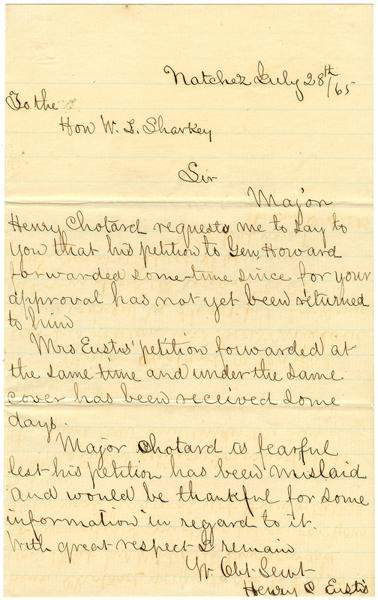 Natchez July 28th/65
To the
Hon W. L. Sharkey
Sir
Major
Henry Chotard requests me to say to
you that his petition to Gen, Howard
forwarded some-time since for your
approval has not yet been returned
to him
Mrs Eustis' petition forwarded at
the same time and under the same
cover has been received some
days.
Major Chotard is fearful
lest his petition has been mislaid
and would be thankful for some
information in regard to it.
With great respect I remain
Yr Obt Servt
Henry C Eustis